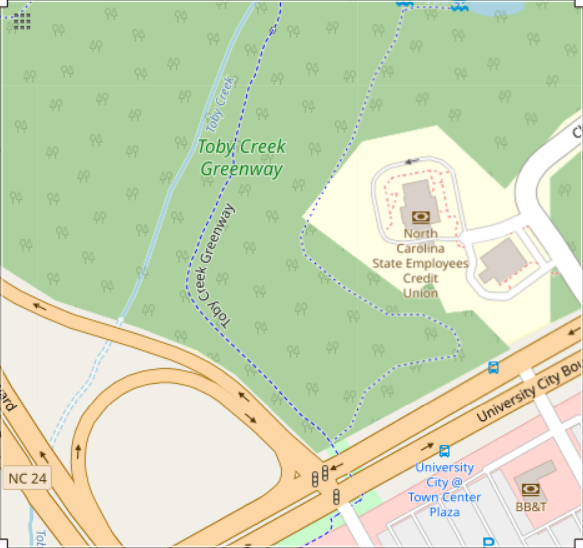 Toby Creek
Toby Creek
Greenway
Toby Creek Greenway
North
Carolina
State Employees
Credit
Union
University City Bou
NC 24
University
City @
Town Center
Plaza
BB&T